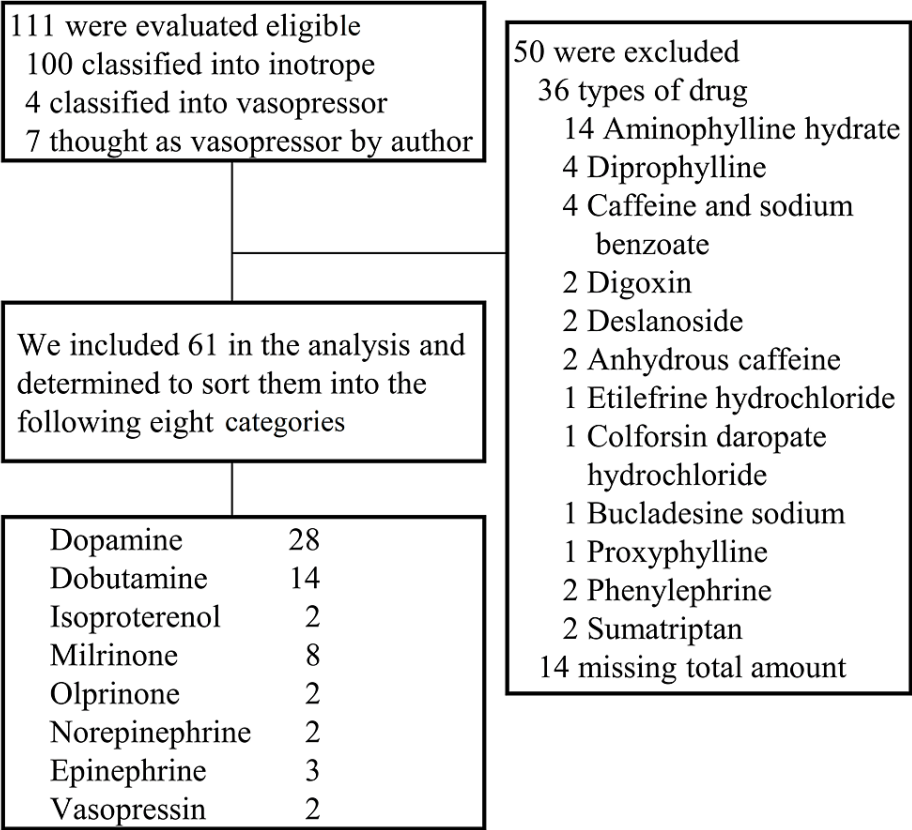 111 were evaluated eligible
100 classified into inotrope
4 classified into vasopressor
7 thought as vasopressor by author
50 were excluded
36 types of drug
14 Aminophylline hydrate
4 Diprophylline
4 Caffeine and sodium
benzoate
2 Digoxin
2 Deslanoside
2 Anhydrous caffeine
1 Etilefrine hydrochloride
1 Colforsin daropate
hydrochloride
1 Bucladesine sodium
1 Proxyphylline
2 Phenylephrine
2 Sumatriptan
14 missing total amount
We included 61 in the analysis and
determined to sort them into the
following eight categories
Dopamine 28
Dobutamine 14
Isoproterenol 2
Milrinone 8
Olprinone 2
Norepinephrine 2
Epinephrine 3
Vasopressin 2